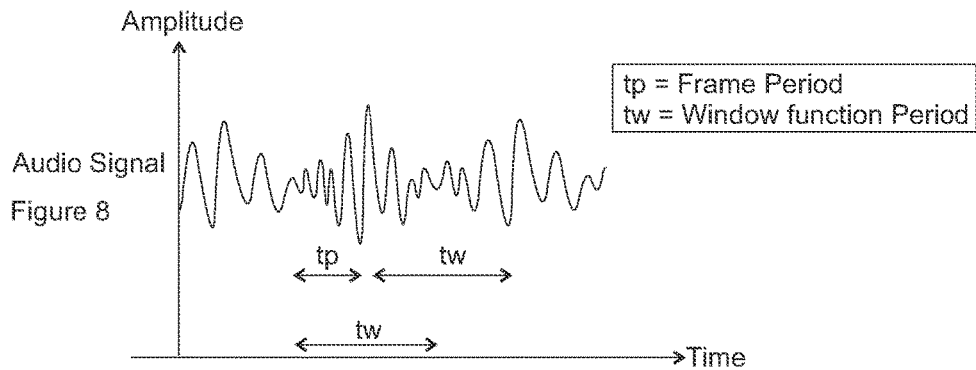 Amplitude
tp = Frame Period
tw = Window function Period
Audio Signal
Figure 8
tp
tw
tw
Time